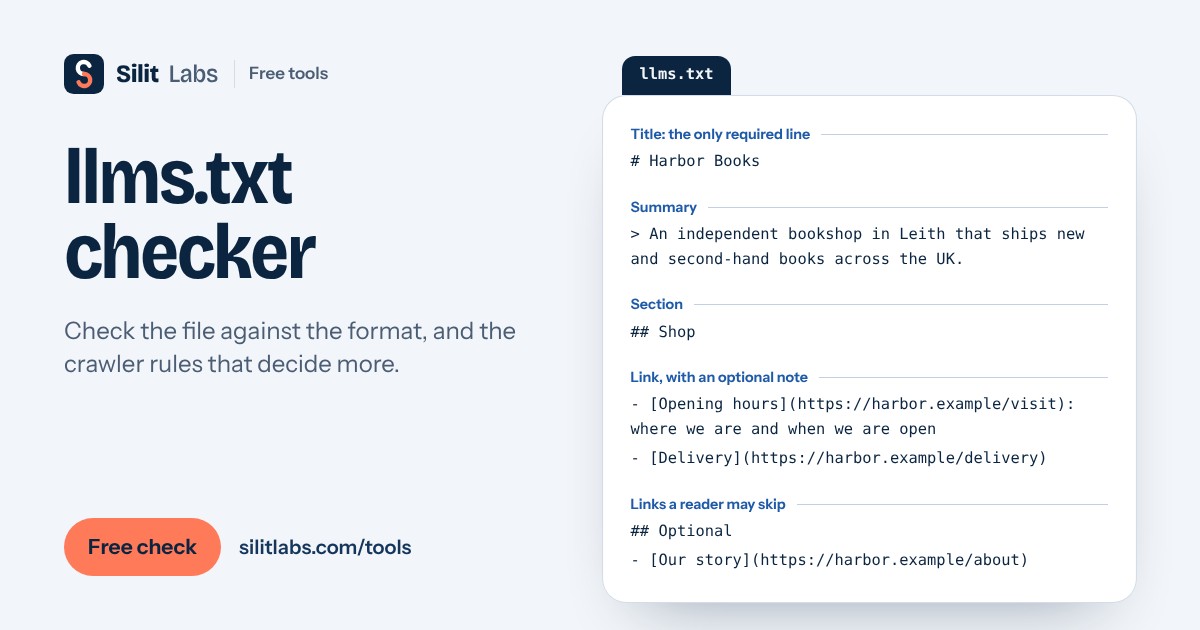 Silit Labs
Free tools
llms.txt
checker
Check the file against the format, and the
crawler rules that decide more.
Free check
silitlabs.com/tools
llms.txt
Title: the only required line
# Harbor Books
Summary
> An independent bookshop in Leith that ships new
and second-hand books across the UK.
Section
## Shop
Link, with an optional note
- [Opening hours](https://harbor.example/visit):
where we are and when we are open
- [Delivery](https://harbor.example/delivery)
Links a reader may skip
## Optional
- [Our story](https://harbor.example/about)